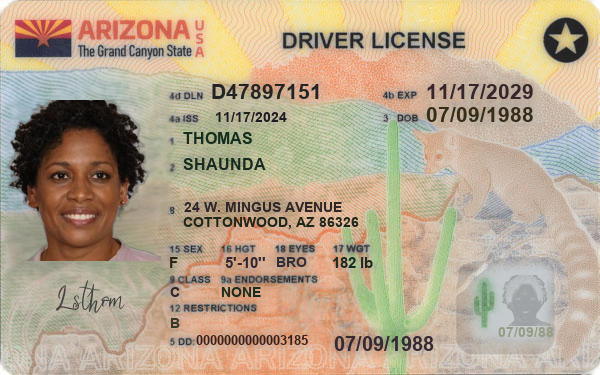 ARIZONA USA
The Grand Canyon State
DRIVER LICENSE
4d DLN D47897151
4b EXP 11/17/2029
4a ISS 11/17/2024
3 DOB 07/09/1988
1 THOMAS
2 SHAUNDA
8 24 W. MINGUS AVENUE
COTTONWOOD, AZ 86326
15 SEX 16 HGT 18 EYES 17 WGT
F 5'-10" BRO 182 lb
9 CLASS 9a ENDORSEMENTS
C NONE
12 RESTRICTIONS
B
5 DD: 0000000000003185
07/09/1988
07/09/88
ARIZONA ARIZONA ARIZONA ARIZONA